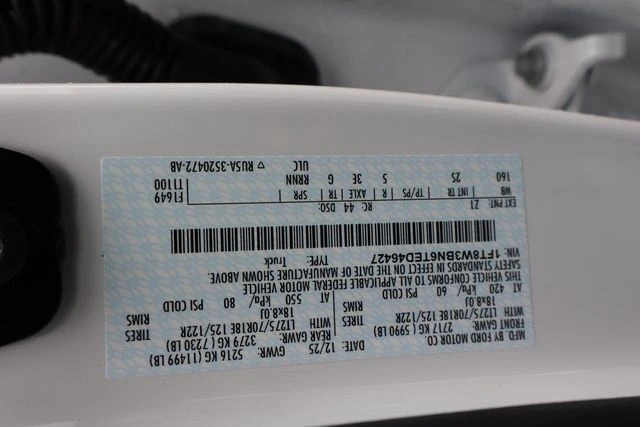 MFD. BY FORD MOTOR CO.
DATE: 12/25 GVWR: 5216 KG (11499 LB)
FRONT GAWR: REAR GAWR:
2717 KG (5990 LB) 3279 KG (7230 LB)
LT275/70R18E 125/122R TIRES WITH LT275/70R18E 125/122R TIRES
18x8.0J RIMS 18x8.0J RIMS
AT 420 kPa/ 60 PSI COLD AT 550 kPa/ 80 PSI COLD
THIS VEHICLE CONFORMS TO ALL APPLICABLE FEDERAL MOTOR VEHICLE
SAFETY STANDARDS IN EFFECT ON THE DATE OF MANUFACTURE SHOWN ABOVE.
VIN: 1FT8W3BN6TED46427 TYPE: Truck
EXT PNT: Z1 RC: 44 DSO: F1649
WB INT TR TP/PS R AXLE TR SPR T1100
160 25 5 3E G RRNN ULC ▽ RU5A-3520472-AB